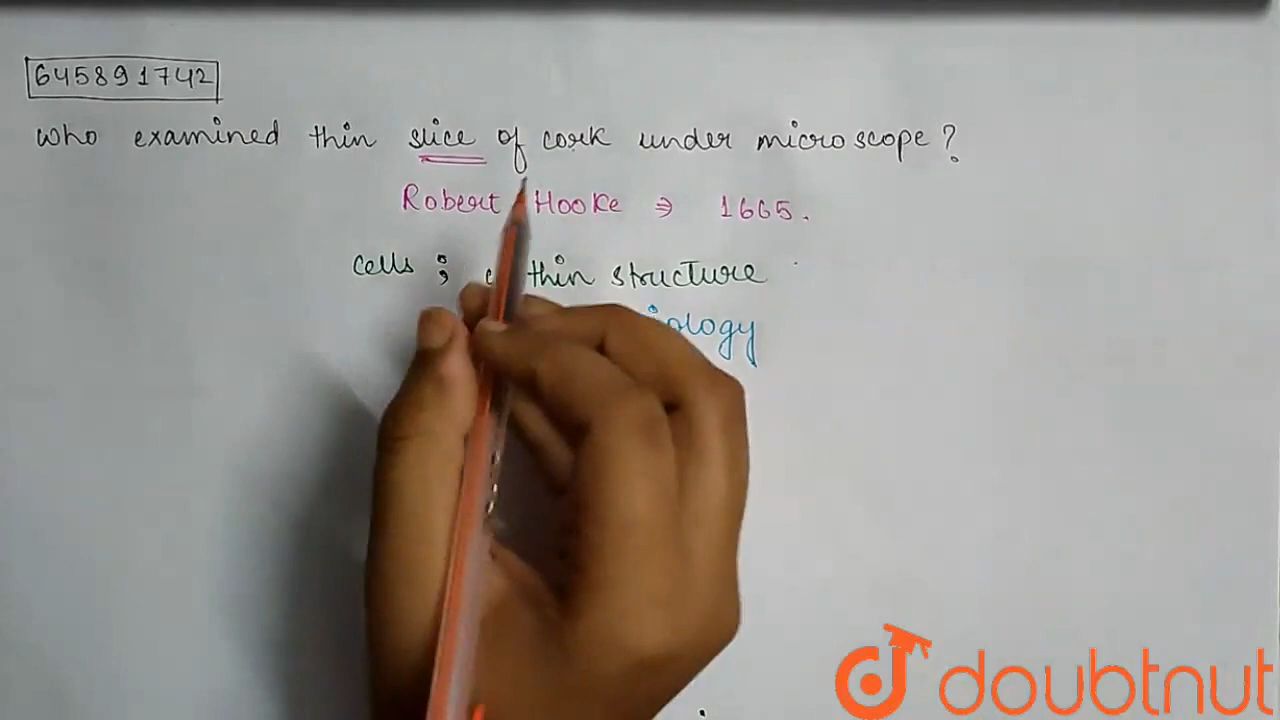 645891742
who examined thin slice of cork under microscope?
Robert Hooke ⇒ 1665.
cells ; thin structure
doubtnut